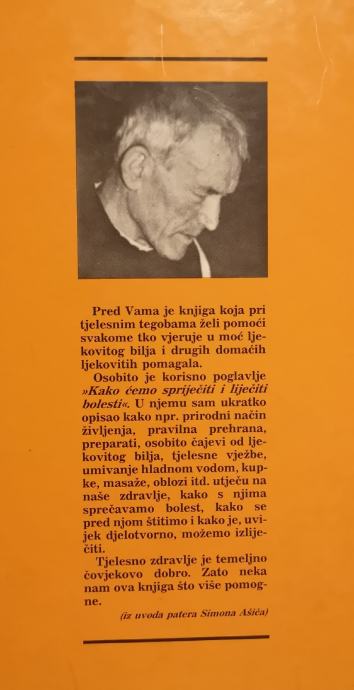 Pred Vama je knjiga koja pri
tjelesnim tegobama želi pomoći
svakome tko vjeruje u moć lje-
kovitog bilja i drugih domaćih
ljekovitih pomagala.
Osobito je korisno poglavlje
»Kako ćemo spriječiti i liječiti
bolesti«. U njemu sam ukratko
opisao kako npr. prirodni način
življenja, pravilna prehrana,
preparati, osobito čajevi od lje-
kovitog bilja, tjelesne vježbe,
umivanje hladnom vodom, kup-
ke, masaže, oblozi itd. utječu na
naše zdravlje, kako s njima
sprečavamo bolest, kako se
pred njom štitimo i kako je, uvi-
jek djelotvorno, možemo izlije-
čiti.
Tjelesno zdravlje je temeljno
čovjekovo dobro. Zato neka
nam ova knjiga što više pomog-
ne.
(iz uvoda patera Simona Ašiča)